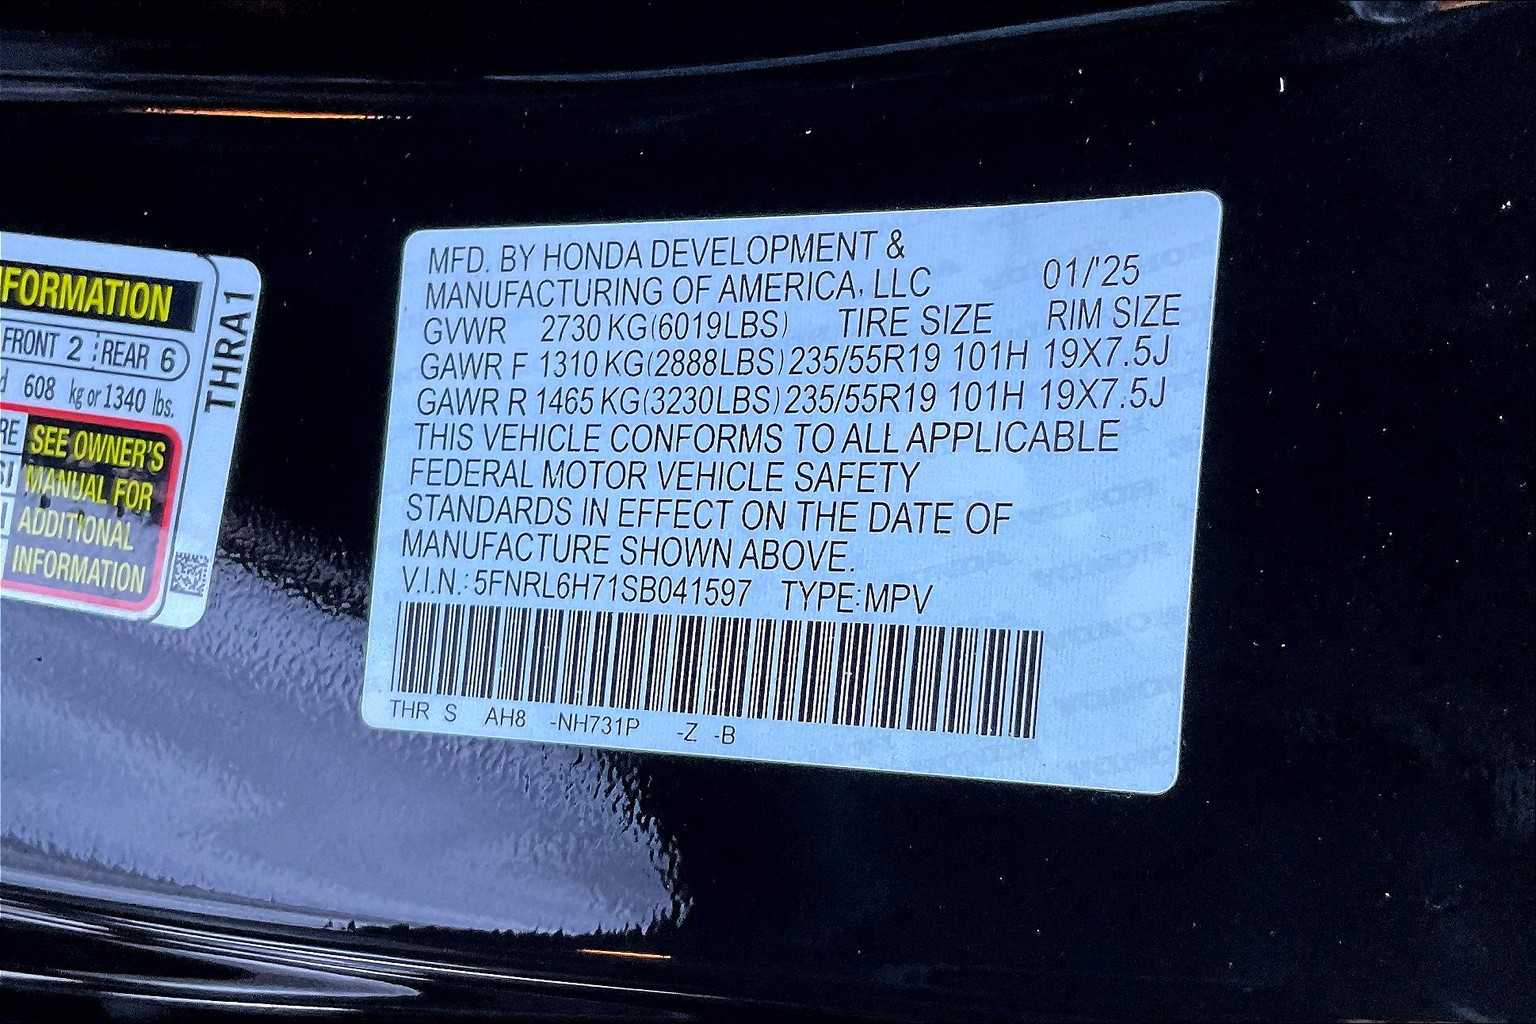 FORMATION
FRONT 2 REAR 6
608 kg or 1340 lbs.
SEE OWNER'S
MANUAL FOR
ADDITIONAL
INFORMATION
THRA1
MFD. BY HONDA DEVELOPMENT &
MANUFACTURING OF AMERICA, LLC 01/'25
GVWR 2730 KG(6019LBS) TIRE SIZE RIM SIZE
GAWR F 1310 KG(2888LBS) 235/55R19 101H 19X7.5J
GAWR R 1465 KG(3230LBS) 235/55R19 101H 19X7.5J
THIS VEHICLE CONFORMS TO ALL APPLICABLE
FEDERAL MOTOR VEHICLE SAFETY
STANDARDS IN EFFECT ON THE DATE OF
MANUFACTURE SHOWN ABOVE.
V.I.N.: 5FNRL6H71SB041597 TYPE:MPV
THR S AH8 -NH731P -Z -B